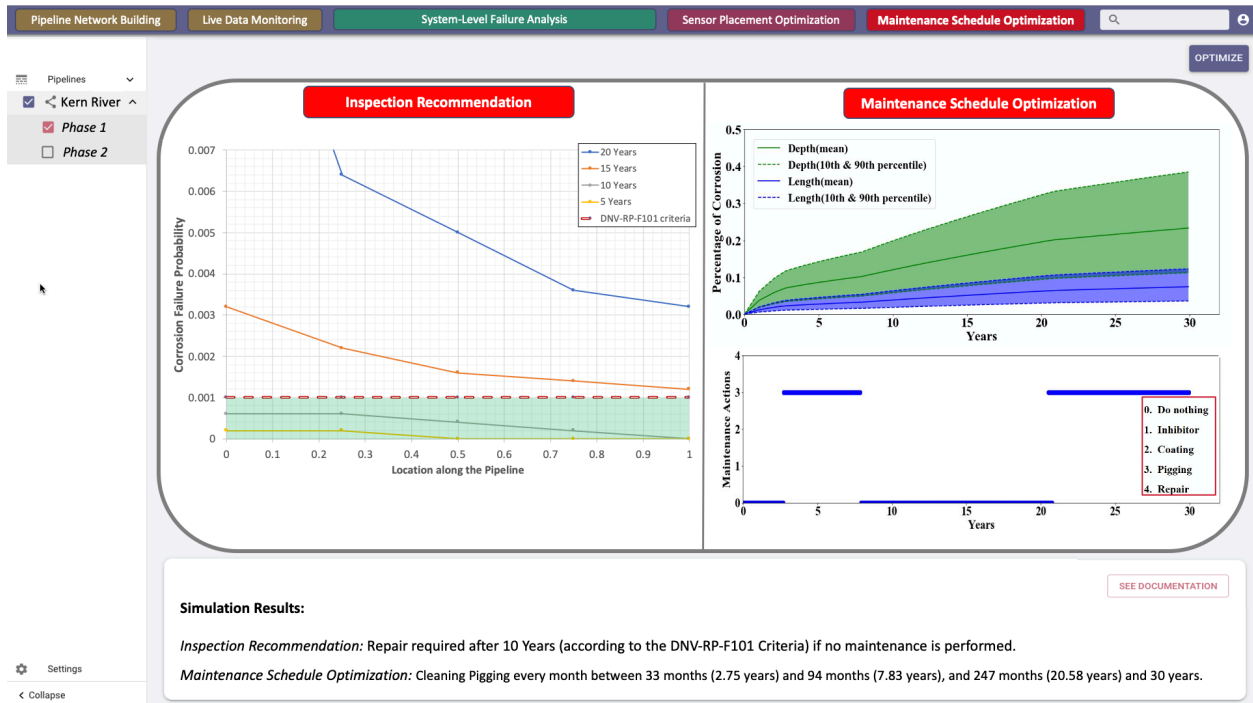 Pipeline Network Building
Live Data Monitoring
System-Level Failure Analysis
Sensor Placement Optimization
Maintenance Schedule Optimization
OPTIMIZE
Pipelines
Kern River
Phase 1
Phase 2
Settings
Collapse
Inspection Recommendation
0.007
0.006
0.005
0.004
0.003
0.002
0.001
0
Corrosion Failure Probability
0 0.1 0.2 0.3 0.4 0.5 0.6 0.7 0.8 0.9 1
Location along the Pipeline
20 Years
15 Years
10 Years
5 Years
DNV-RP-F101 criteria
Maintenance Schedule Optimization
0.5
0.4
0.3
0.2
0.1
0.0
Percentage of Corrosion
Depth(mean)
Depth(10th & 90th percentile)
Length(mean)
Length(10th & 90th percentile)
0 5 10 15 20 25 30
Years
4
3
2
1
0
Maintenance Actions
0. Do nothing
1. Inhibitor
2. Coating
3. Pigging
4. Repair
0 5 10 15 20 25 30
Years
SEE DOCUMENTATION
Simulation Results:
Inspection Recommendation: Repair required after 10 Years (according to the DNV-RP-F101 Criteria) if no maintenance is performed.
Maintenance Schedule Optimization: Cleaning Pigging every month between 33 months (2.75 years) and 94 months (7.83 years), and 247 months (20.58 years) and 30 years.